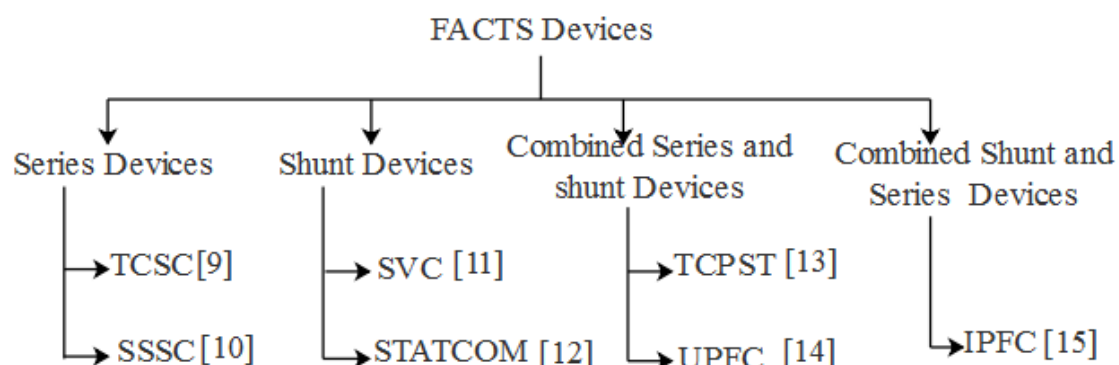 FACTS Devices
Series Devices
Shunt Devices
Combined Series and
shunt Devices
Combined Shunt and
Series Devices
TCSC[9]
SVC [11]
TCPST [13]
SSSC [10]
STATCOM [12]
UPFC [14]
IPFC [15]